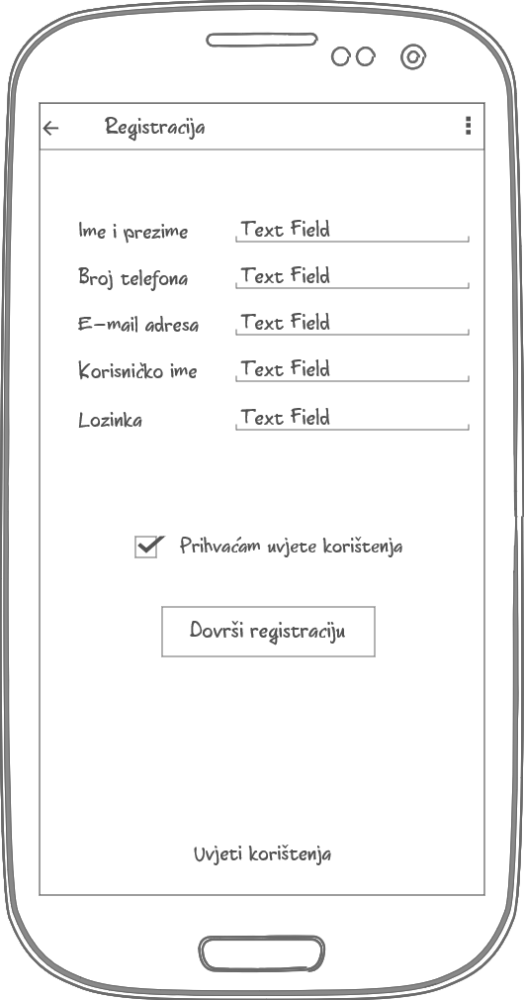 Registracija
Ime i prezime Text Field
Broj telefona Text Field
E-mail adresa Text Field
Korisničko ime Text Field
Lozinka Text Field
Prihvaćam uvjete korištenja
Dovrši registraciju
Uvjeti korištenja